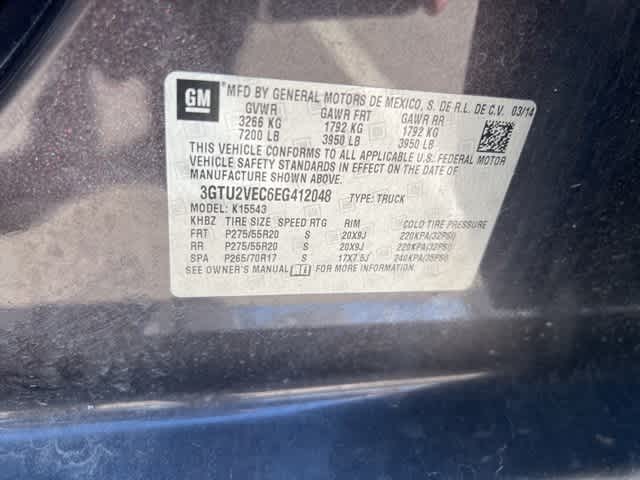 GM
MFD BY GENERAL MOTORS DE MEXICO, S. DE R.L. DE C.V. 03/14
GVWR GAWR FRT GAWR RR
3266 KG 1792 KG 1792 KG
7200 LB 3950 LB 3950 LB
THIS VEHICLE CONFORMS TO ALL APPLICABLE U.S. FEDERAL MOTOR
VEHICLE SAFETY STANDARDS IN EFFECT ON THE DATE OF
MANUFACTURE SHOWN ABOVE.
3GTU2VEC6EG412048 TYPE: TRUCK
MODEL: K15543
KHBZ TIRE SIZE SPEED RTG RIM COLD TIRE PRESSURE
FRT P275/55R20 S 20X9J 220KPA(32PSI)
RR P275/55R20 S 20X9J 220KPA(32PSI)
SPA P265/70R17 S 17X7.5J 240KPA(35PSI)
SEE OWNER'S MANUAL FOR MORE INFORMATION